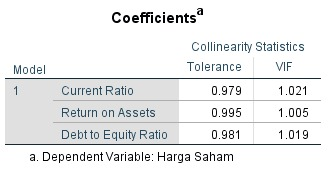 Coefficientsa
Collinearity Statistics
Model Tolerance VIF
1 Current Ratio 0.979 1.021
Return on Assets 0.995 1.005
Debt to Equity Ratio 0.981 1.019
a. Dependent Variable: Harga Saham